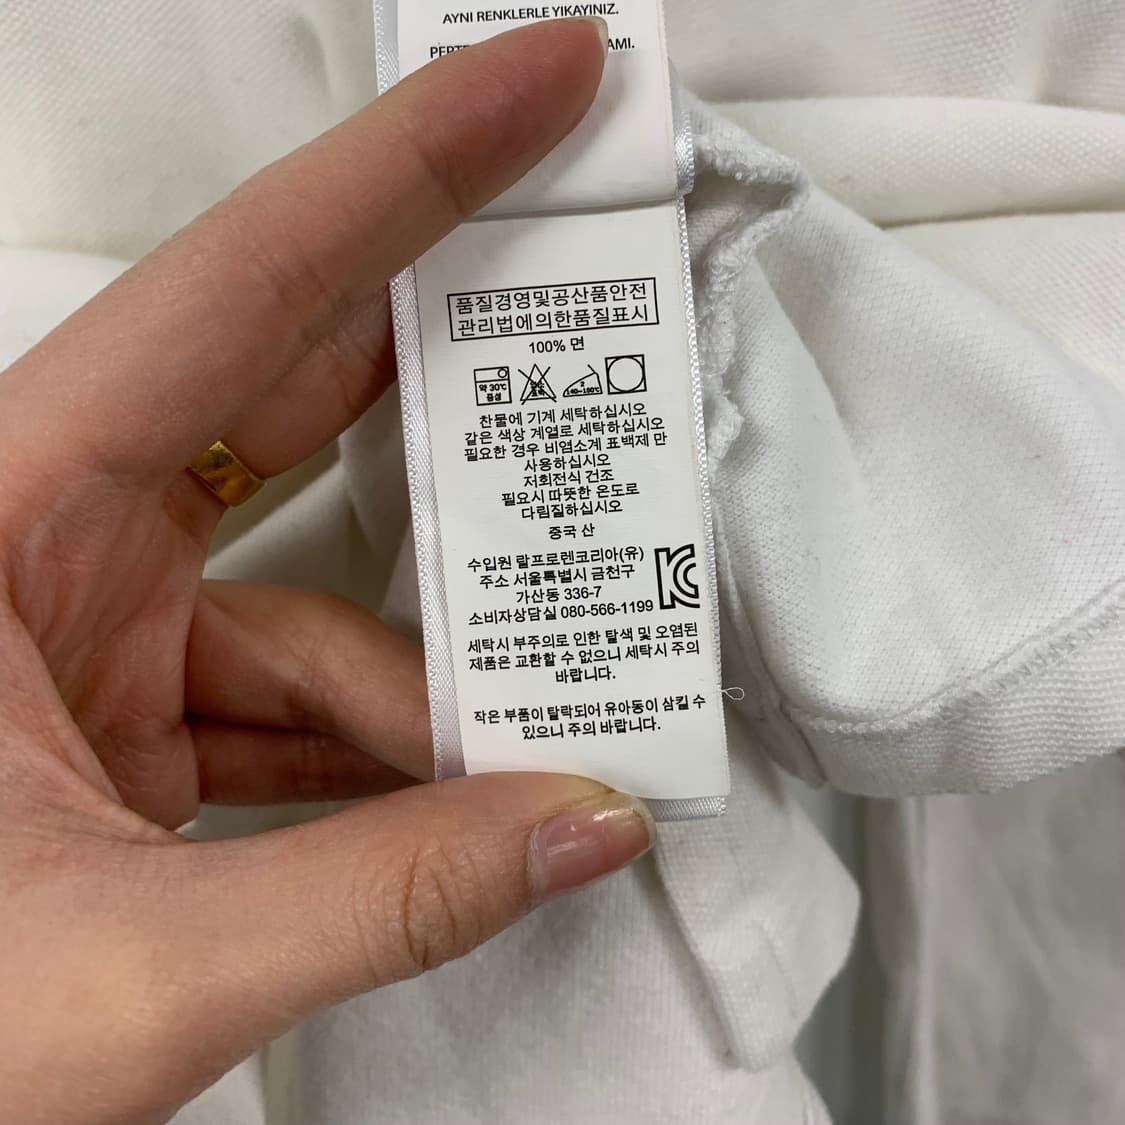 AYNI RENKLERLE YIKAYINIZ.
AMI.
품질경영및공산품안전
관리법에의한품질표시
100% 면
약 30℃
중성
2
140~160℃
찬물에 기계 세탁하십시오
같은 색상 계열로 세탁하십시오
필요한 경우 비염소계 표백제 만
사용하십시오
저회전식 건조
필요시 따뜻한 온도로
다림질하십시오
중국 산
수입원 랄프로렌코리아(유)
주소 서울특별시 금천구
가산동 336-7
소비자상담실 080-566-1199
세탁시 부주의로 인한 탈색 및 오염된
제품은 교환할 수 없으니 세탁시 주의
바랍니다.
작은 부품이 탈락되어 유아동이 삼킬 수
있으니 주의 바랍니다.